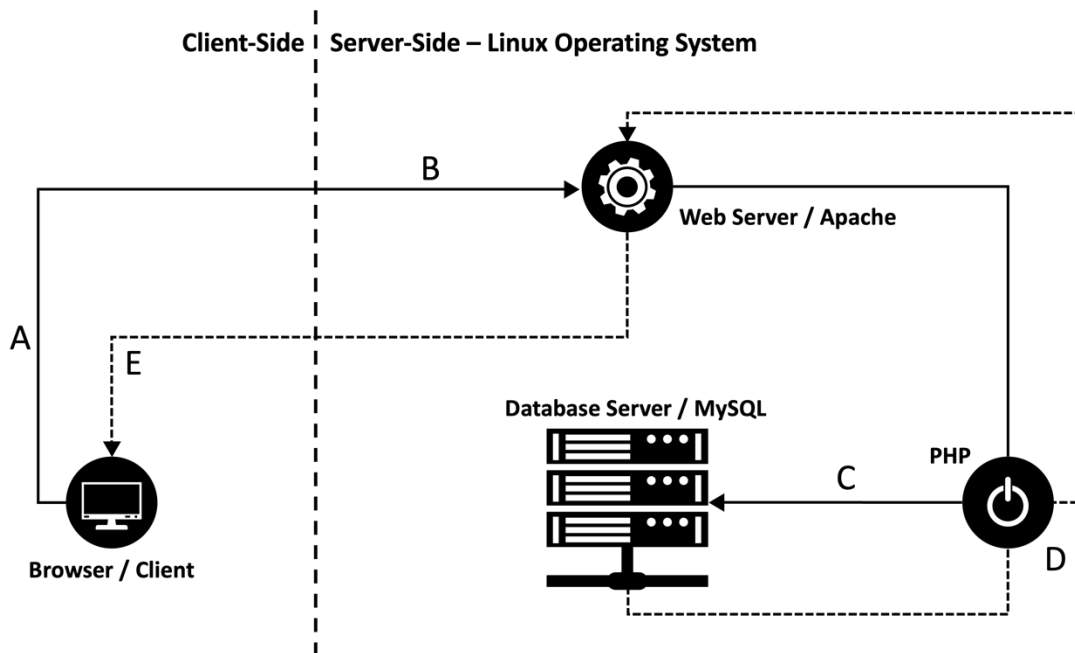 Client-Side
Server-Side – Linux Operating System
B
Web Server / Apache
A
E
Database Server / MySQL
PHP
C
D
Browser / Client